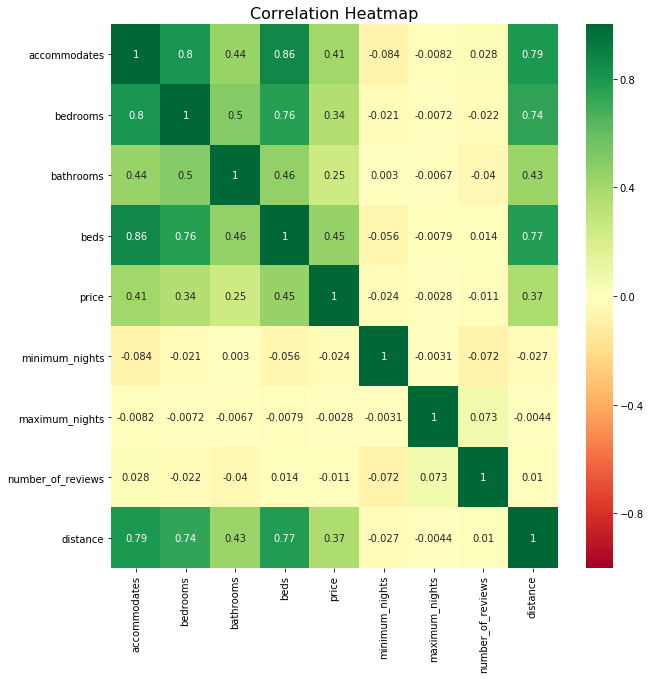 Correlation Heatmap
accommodates 1 0.8 0.44 0.86 0.41 -0.084 -0.0082 0.028 0.79
bedrooms 0.8 1 0.5 0.76 0.34 -0.021 -0.0072 -0.022 0.74
bathrooms 0.44 0.5 1 0.46 0.25 0.003 -0.0067 -0.04 0.43
beds 0.86 0.76 0.46 1 0.45 -0.056 -0.0079 0.014 0.77
price 0.41 0.34 0.25 0.45 1 -0.024 -0.0028 -0.011 0.37
minimum_nights -0.084 -0.021 0.003 -0.056 -0.024 1 -0.0031 -0.072 -0.027
maximum_nights -0.0082 -0.0072 -0.0067 -0.0079 -0.0028 -0.0031 1 0.073 -0.0044
number_of_reviews 0.028 -0.022 -0.04 0.014 -0.011 -0.072 0.073 1 0.01
distance 0.79 0.74 0.43 0.77 0.37 -0.027 -0.0044 0.01 1
accommodates
bedrooms
bathrooms
beds
price
minimum_nights
maximum_nights
number_of_reviews
distance
0.8
0.4
0.0
−0.4
−0.8